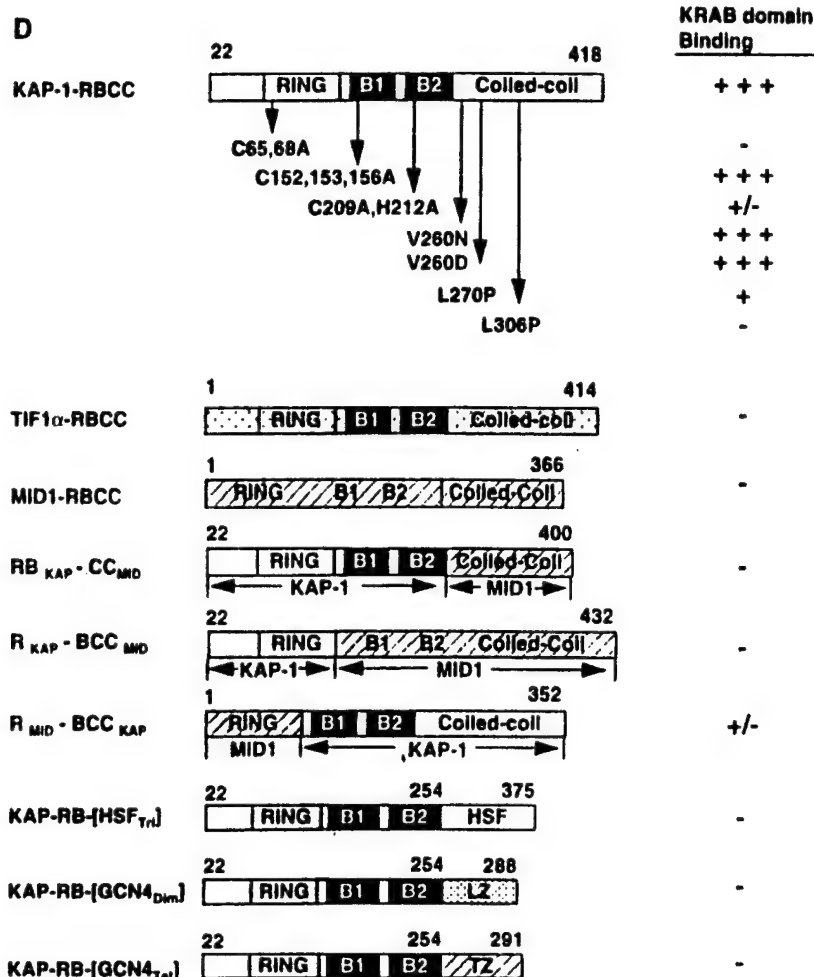 D
KRAB domain
Binding
22 418
KAP-1-RBCC RING B1 B2 Coiled-coil + + +
C65,68A -
C152,153,156A + + +
C209A,H212A +/-
V260N + + +
V260D + + +
L270P +
L306P -
1 414
TIF1α-RBCC RING B1 B2 Coiled-coil -
1 366
MID1-RBCC RING B1 B2 Coiled-Coil -
22 400
RB KAP - CC MID RING B1 B2 Coiled-Coil -
KAP-1 MID1
22 432
R KAP - BCC MID RING B1 B2 Coiled-Coil -
KAP-1 MID1
1 352
R MID - BCC KAP RING B1 B2 Coiled-coil +/-
MID1 KAP-1
22 254 375
KAP-RB-[HSF Tri] RING B1 B2 HSF -
22 254 288
KAP-RB-[GCN4 Dim] RING B1 B2 LZ -
22 254 291
KAP-RB-[GCN4 Tri] RING B1 B2 TZ -